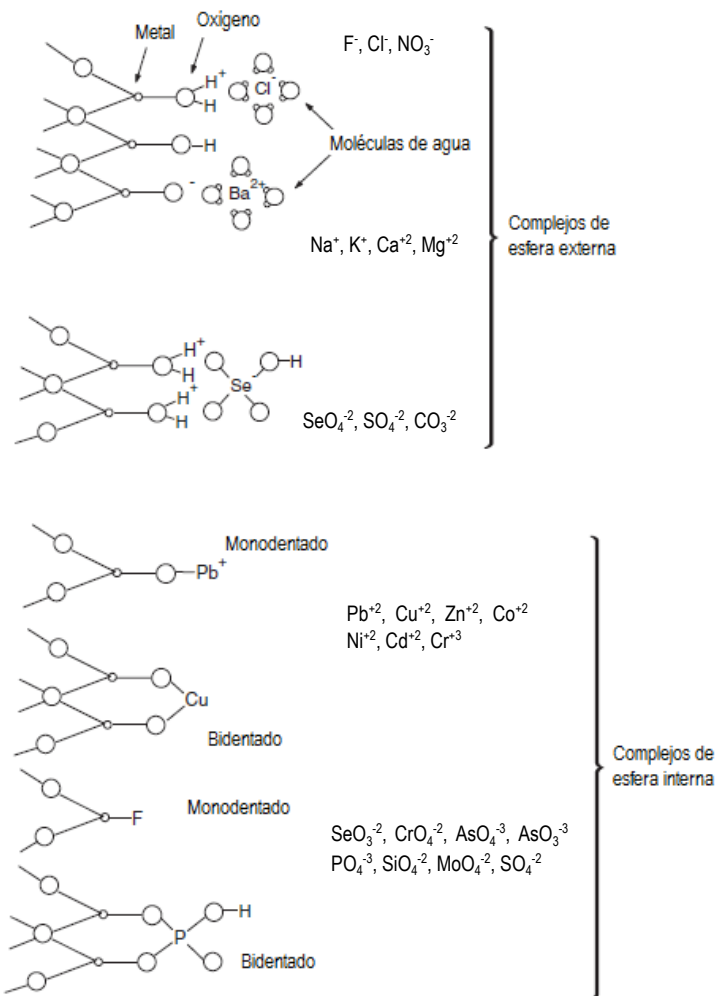 Metal
Oxígeno
F⁻, Cl⁻, NO₃⁻
H⁺
H
Cl⁻
H
Moléculas de agua
-
Ba²⁺
Na⁺, K⁺, Ca⁺², Mg⁺²
Complejos de
esfera externa
H⁺
H
H
Se⁻
H⁺
H
SeO₄⁻², SO₄⁻², CO₃⁻²
Monodentado
Pb⁺
Pb⁺², Cu⁺², Zn⁺², Co⁺²
Ni⁺², Cd⁺², Cr⁺³
Cu
Bidentado
Complejos de
esfera interna
Monodentado
F
SeO₃⁻², CrO₄⁻², AsO₄⁻³, AsO₃⁻³
PO₄⁻³, SiO₄⁻², MoO₄⁻², SO₄⁻²
H
P
Bidentado